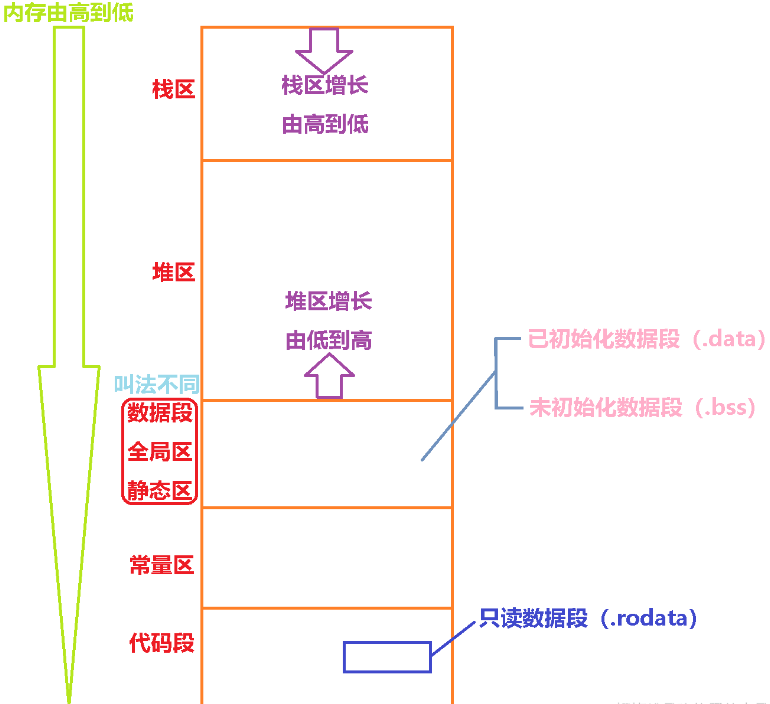 内存由高到低
栈区
栈区增长
由高到低
堆区
堆区增长
由低到高
已初始化数据段（.data）
叫法不同
数据段
全局区
静态区
未初始化数据段（.bss）
常量区
代码段
只读数据段（.rodata）